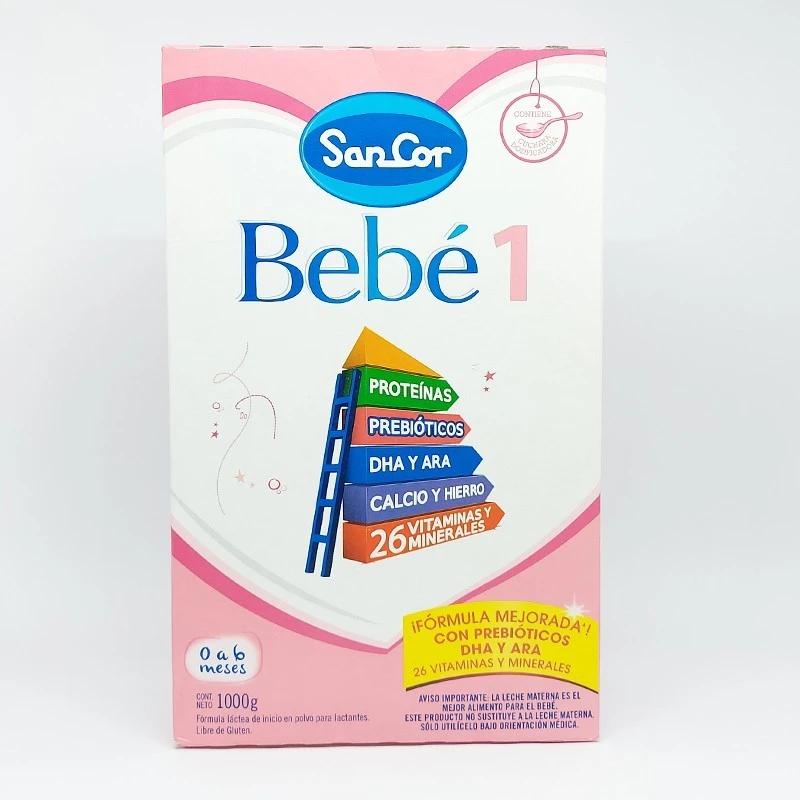 SanCor
CONTIENE
CUCHARA
DOSIFICADORA
Bebé 1
PROTEÍNAS
PREBIÓTICOS
DHA Y ARA
CALCIO Y HIERRO
26 VITAMINAS Y
MINERALES
¡FÓRMULA MEJORADA*!
CON PREBIÓTICOS
DHA Y ARA
26 VITAMINAS Y MINERALES
0 a 6
meses
CONT.
NETO 1000g
Fórmula láctea de inicio en polvo para lactantes.
Libre de Gluten.
AVISO IMPORTANTE: LA LECHE MATERNA ES EL
MEJOR ALIMENTO PARA EL BEBÉ.
ESTE PRODUCTO NO SUSTITUYE A LA LECHE MATERNA.
SÓLO UTILÍCELO BAJO ORIENTACIÓN MÉDICA.